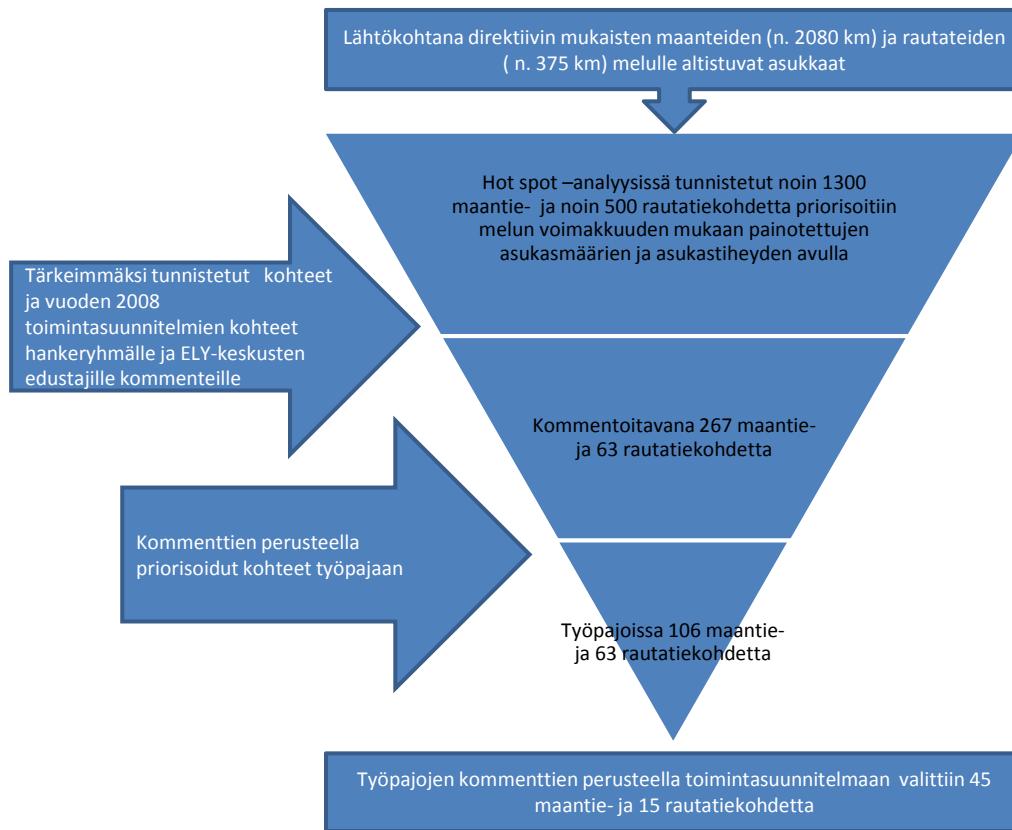 Lähtökohtana direktiivin mukaisten maanteiden (n. 2080 km) ja rautateiden
( n. 375 km) melulle altistuvat asukkaat
Hot spot –analyysissä tunnistetut noin 1300
maantie- ja noin 500 rautatiekohdetta priorisoitiin
melun voimakkuuden mukaan painotettujen
asukasmäärien ja asukastiheyden avulla
Tärkeimmäksi tunnistetut kohteet
ja vuoden 2008
toimintasuunnitelmien kohteet
hankeryhmälle ja ELY-keskusten
edustajille kommenteille
Kommentoitavana 267 maantie-
ja 63 rautatiekohdetta
Kommenttien perusteella
priorisoidut kohteet työpajaan
Työpajoissa 106 maantie-
ja 63 rautatiekohdetta
Työpajojen kommenttien perusteella toimintasuunnitelmaan valittiin 45
maantie- ja 15 rautatiekohdetta